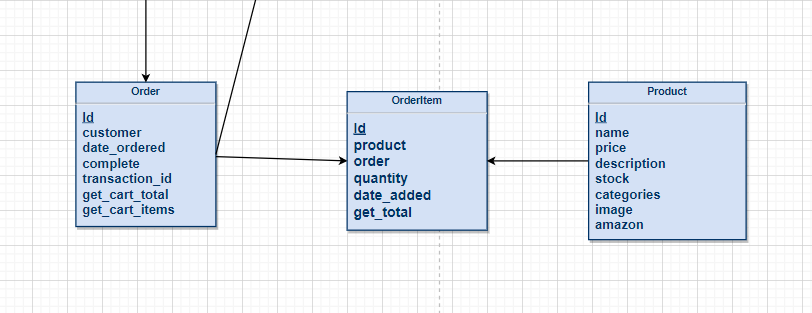 Order
Id
customer
date_ordered
complete
transaction_id
get_cart_total
get_cart_items
OrderItem
Id
product
order
quantity
date_added
get_total
Product
Id
name
price
description
stock
categories
image
amazon